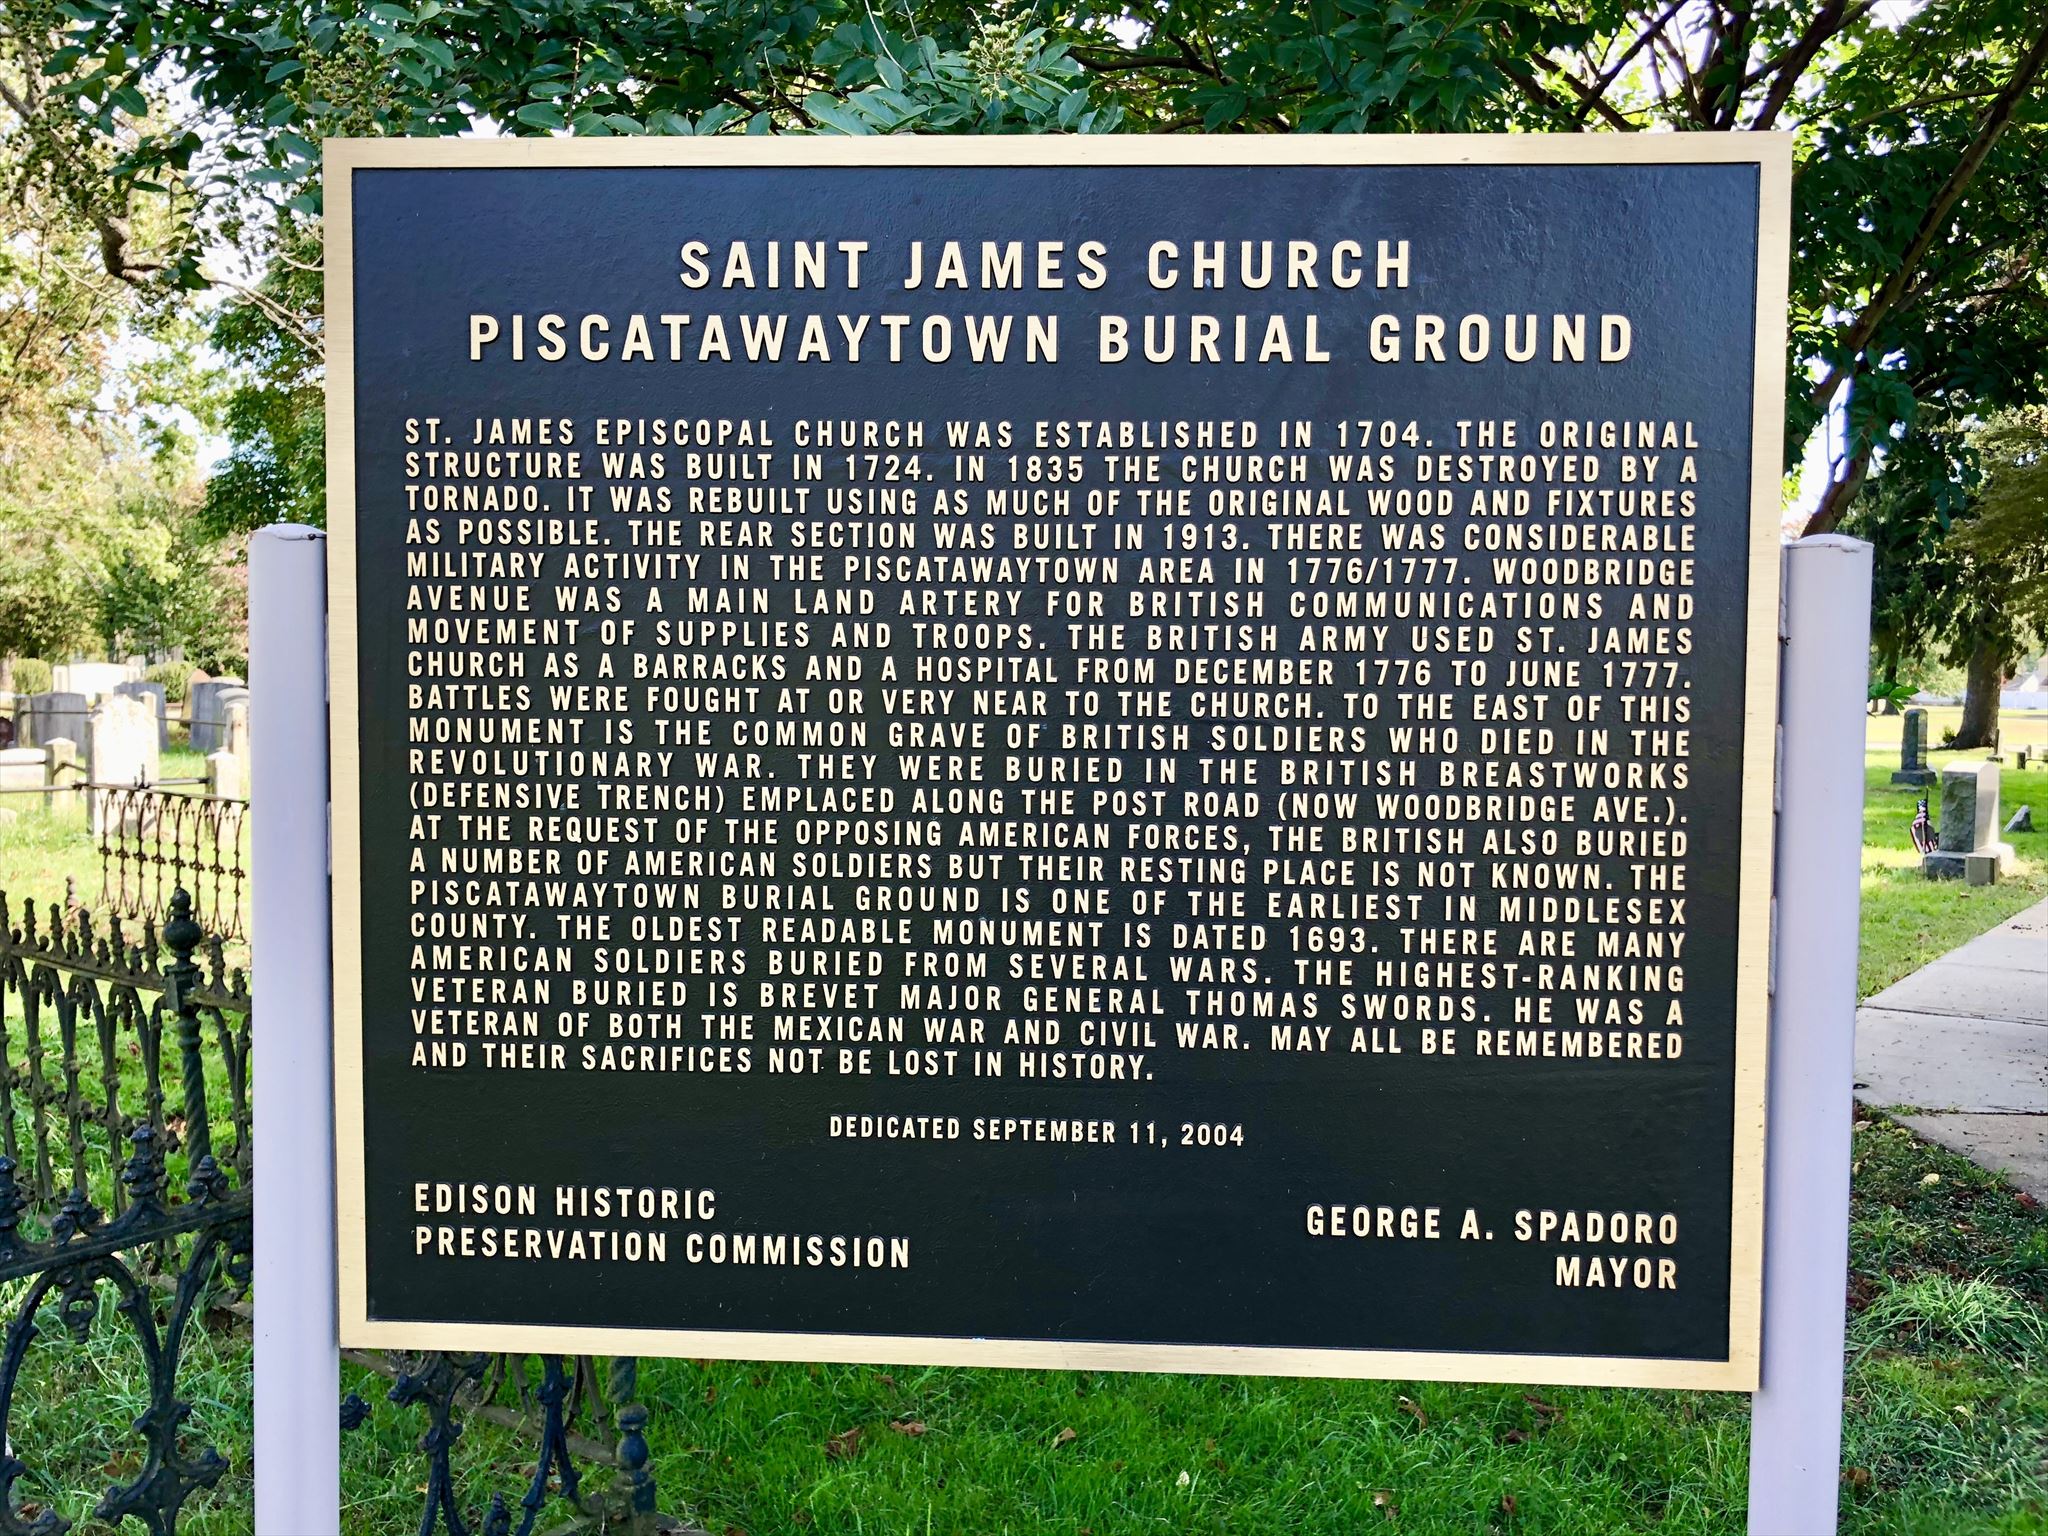 SAINT JAMES CHURCH
PISCATAWAYTOWN BURIAL GROUND
ST. JAMES EPISCOPAL CHURCH WAS ESTABLISHED IN 1704. THE ORIGINAL
STRUCTURE WAS BUILT IN 1724. IN 1835 THE CHURCH WAS DESTROYED BY A
TORNADO. IT WAS REBUILT USING AS MUCH OF THE ORIGINAL WOOD AND FIXTURES
AS POSSIBLE. THE REAR SECTION WAS BUILT IN 1913. THERE WAS CONSIDERABLE
MILITARY ACTIVITY IN THE PISCATAWAYTOWN AREA IN 1776/1777. WOODBRIDGE
AVENUE WAS A MAIN LAND ARTERY FOR BRITISH COMMUNICATIONS AND
MOVEMENT OF SUPPLIES AND TROOPS. THE BRITISH ARMY USED ST. JAMES
CHURCH AS A BARRACKS AND A HOSPITAL FROM DECEMBER 1776 TO JUNE 1777.
BATTLES WERE FOUGHT AT OR VERY NEAR TO THE CHURCH. TO THE EAST OF THIS
MONUMENT IS THE COMMON GRAVE OF BRITISH SOLDIERS WHO DIED IN THE
REVOLUTIONARY WAR. THEY WERE BURIED IN THE BRITISH BREASTWORKS
(DEFENSIVE TRENCH) EMPLACED ALONG THE POST ROAD (NOW WOODBRIDGE AVE.).
AT THE REQUEST OF THE OPPOSING AMERICAN FORCES, THE BRITISH ALSO BURIED
A NUMBER OF AMERICAN SOLDIERS BUT THEIR RESTING PLACE IS NOT KNOWN. THE
PISCATAWAYTOWN BURIAL GROUND IS ONE OF THE EARLIEST IN MIDDLESEX
COUNTY. THE OLDEST READABLE MONUMENT IS DATED 1693. THERE ARE MANY
AMERICAN SOLDIERS BURIED FROM SEVERAL WARS. THE HIGHEST-RANKING
VETERAN BURIED IS BREVET MAJOR GENERAL THOMAS SWORDS. HE WAS A
VETERAN OF BOTH THE MEXICAN WAR AND CIVIL WAR. MAY ALL BE REMEMBERED
AND THEIR SACRIFICES NOT BE LOST IN HISTORY.
DEDICATED SEPTEMBER 11, 2004
EDISON HISTORIC
PRESERVATION COMMISSION
GEORGE A. SPADORO
MAYOR